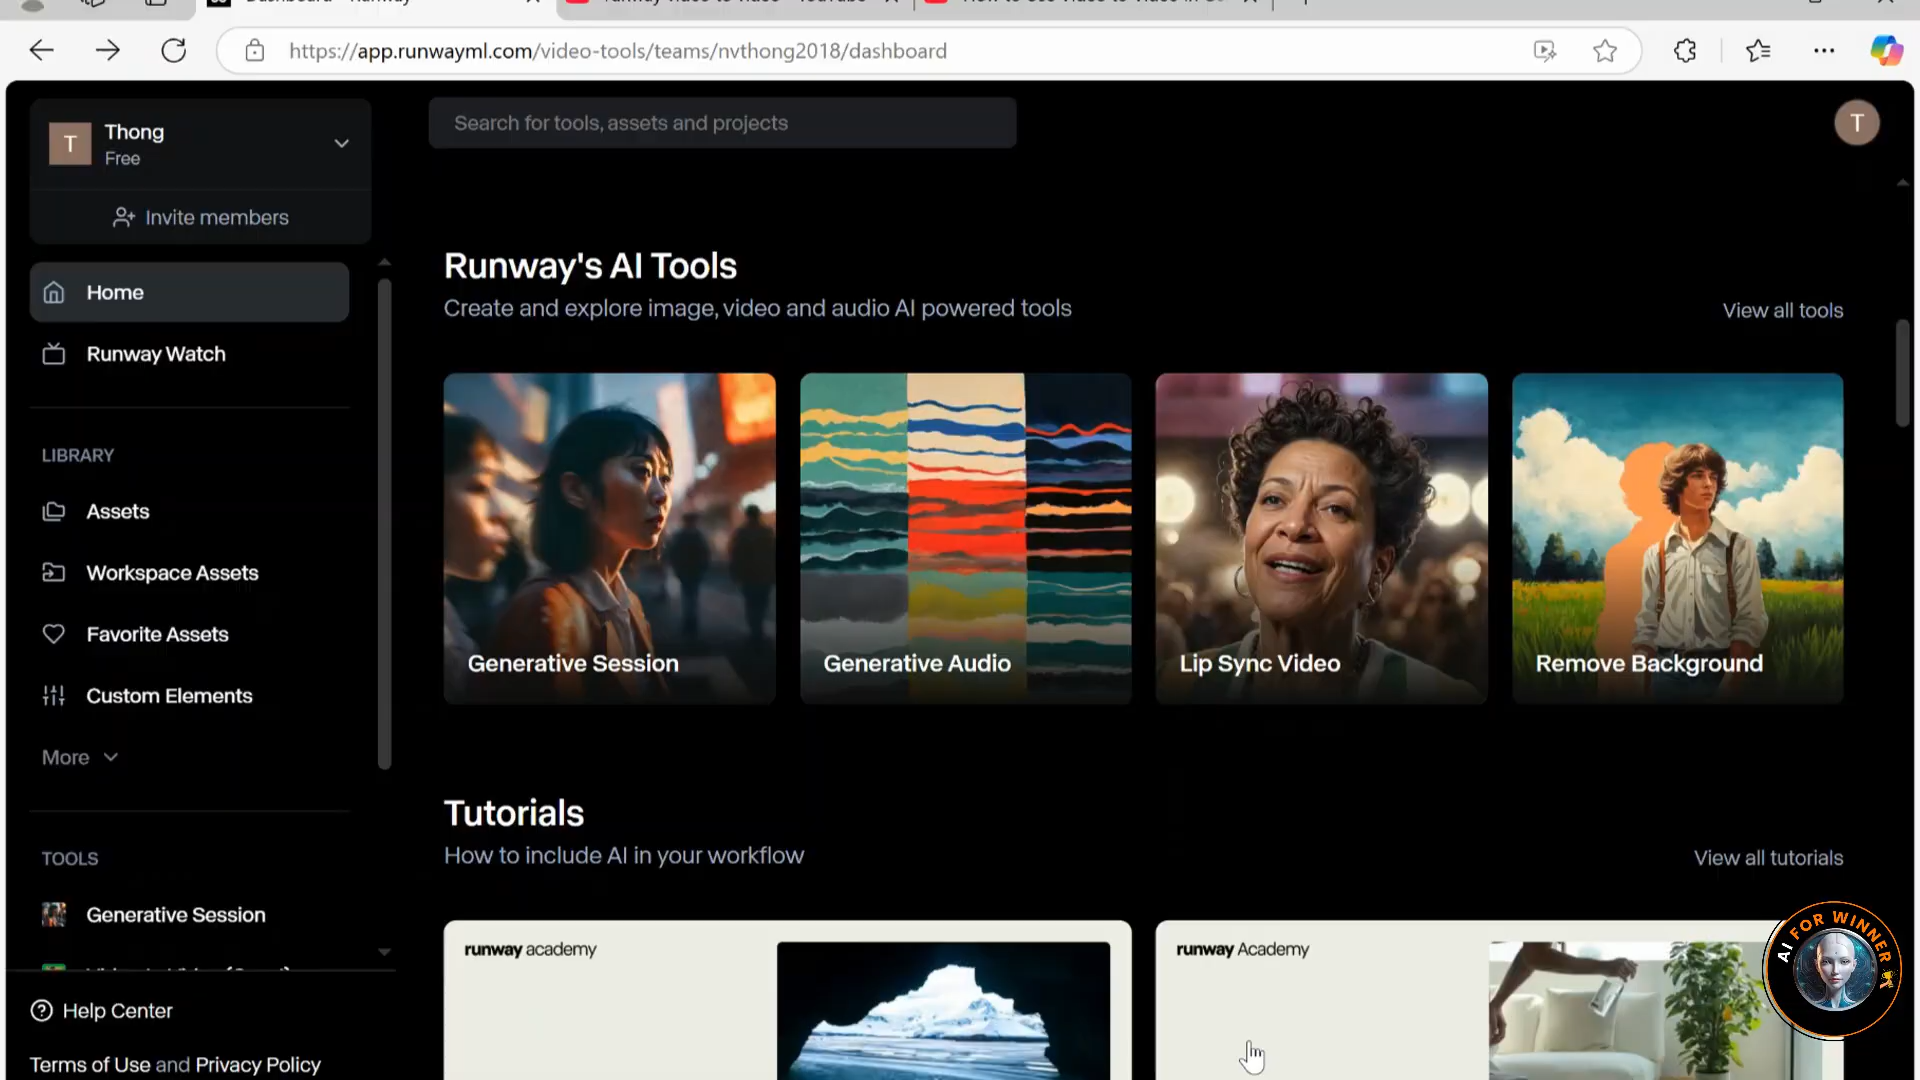 https://app.runwayml.com/video-tools/teams/nvthong2018/dashboard
T
Thong
Free
Invite members
Search for tools, assets and projects
T
Home
Runway Watch
LIBRARY
Assets
Workspace Assets
Favorite Assets
Custom Elements
More
TOOLS
Generative Session
Help Center
Terms of Use and Privacy Policy
Runway's AI Tools
Create and explore image, video and audio AI powered tools
View all tools
Generative Session
Generative Audio
Lip Sync Video
Remove Background
Tutorials
How to include AI in your workflow
View all tutorials
runway academy
runway Academy
AI FOR WINNER